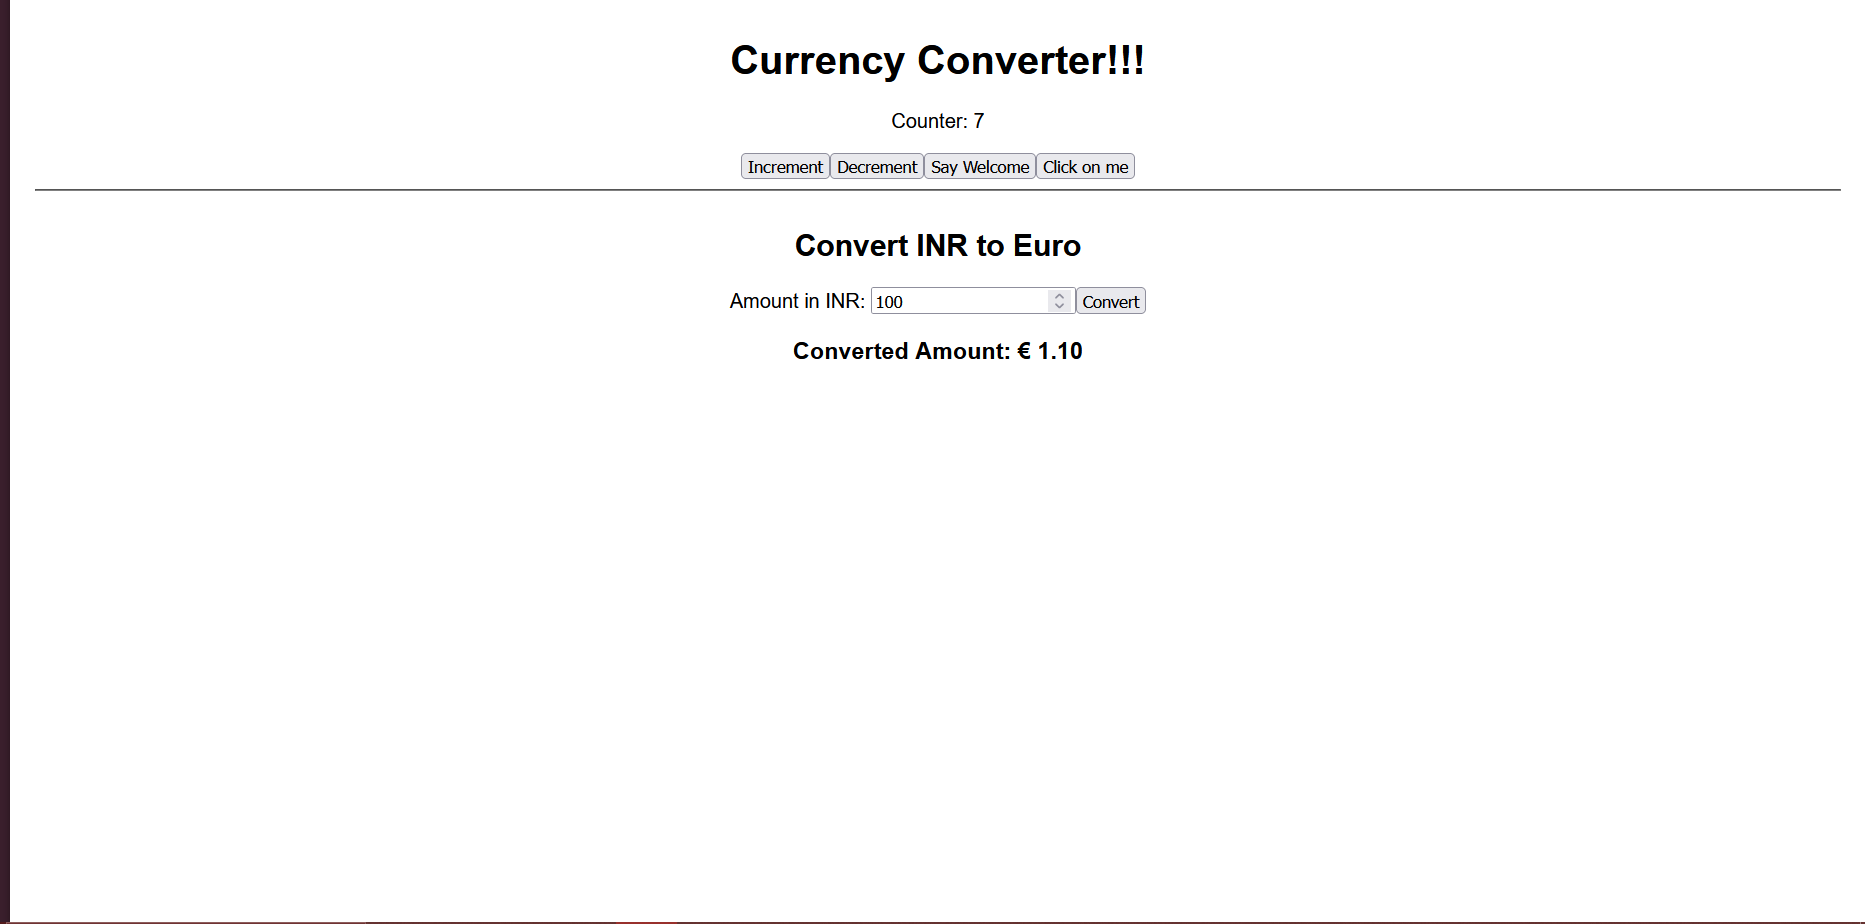 Currency Converter!!!
Counter: 7
Increment Decrement Say Welcome Click on me
Convert INR to Euro
Amount in INR: 100 Convert
Converted Amount: € 1.10